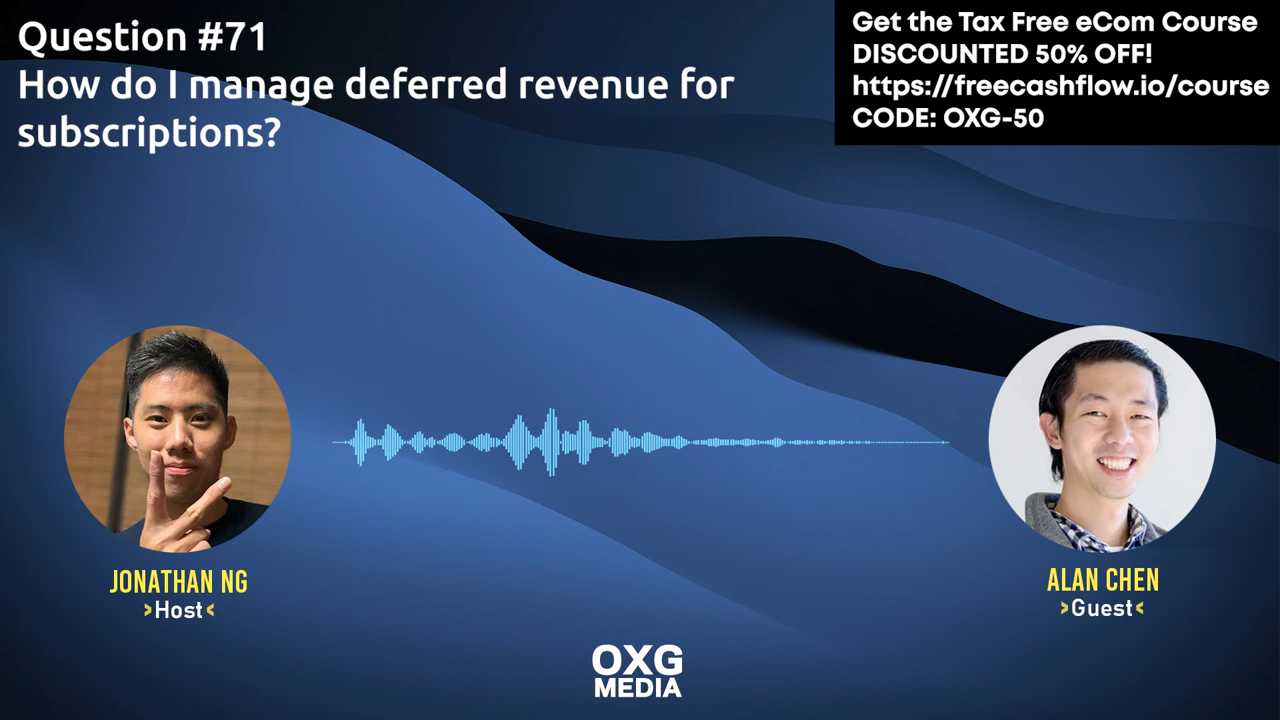 Question #71
How do I manage deferred revenue for
subscriptions?
Get the Tax Free eCom Course
DISCOUNTED 50% OFF!
https://freecashflow.io/course
CODE: OXG-50
JONATHAN NG
>Host<
ALAN CHEN
>Guest<
OXG
MEDIA